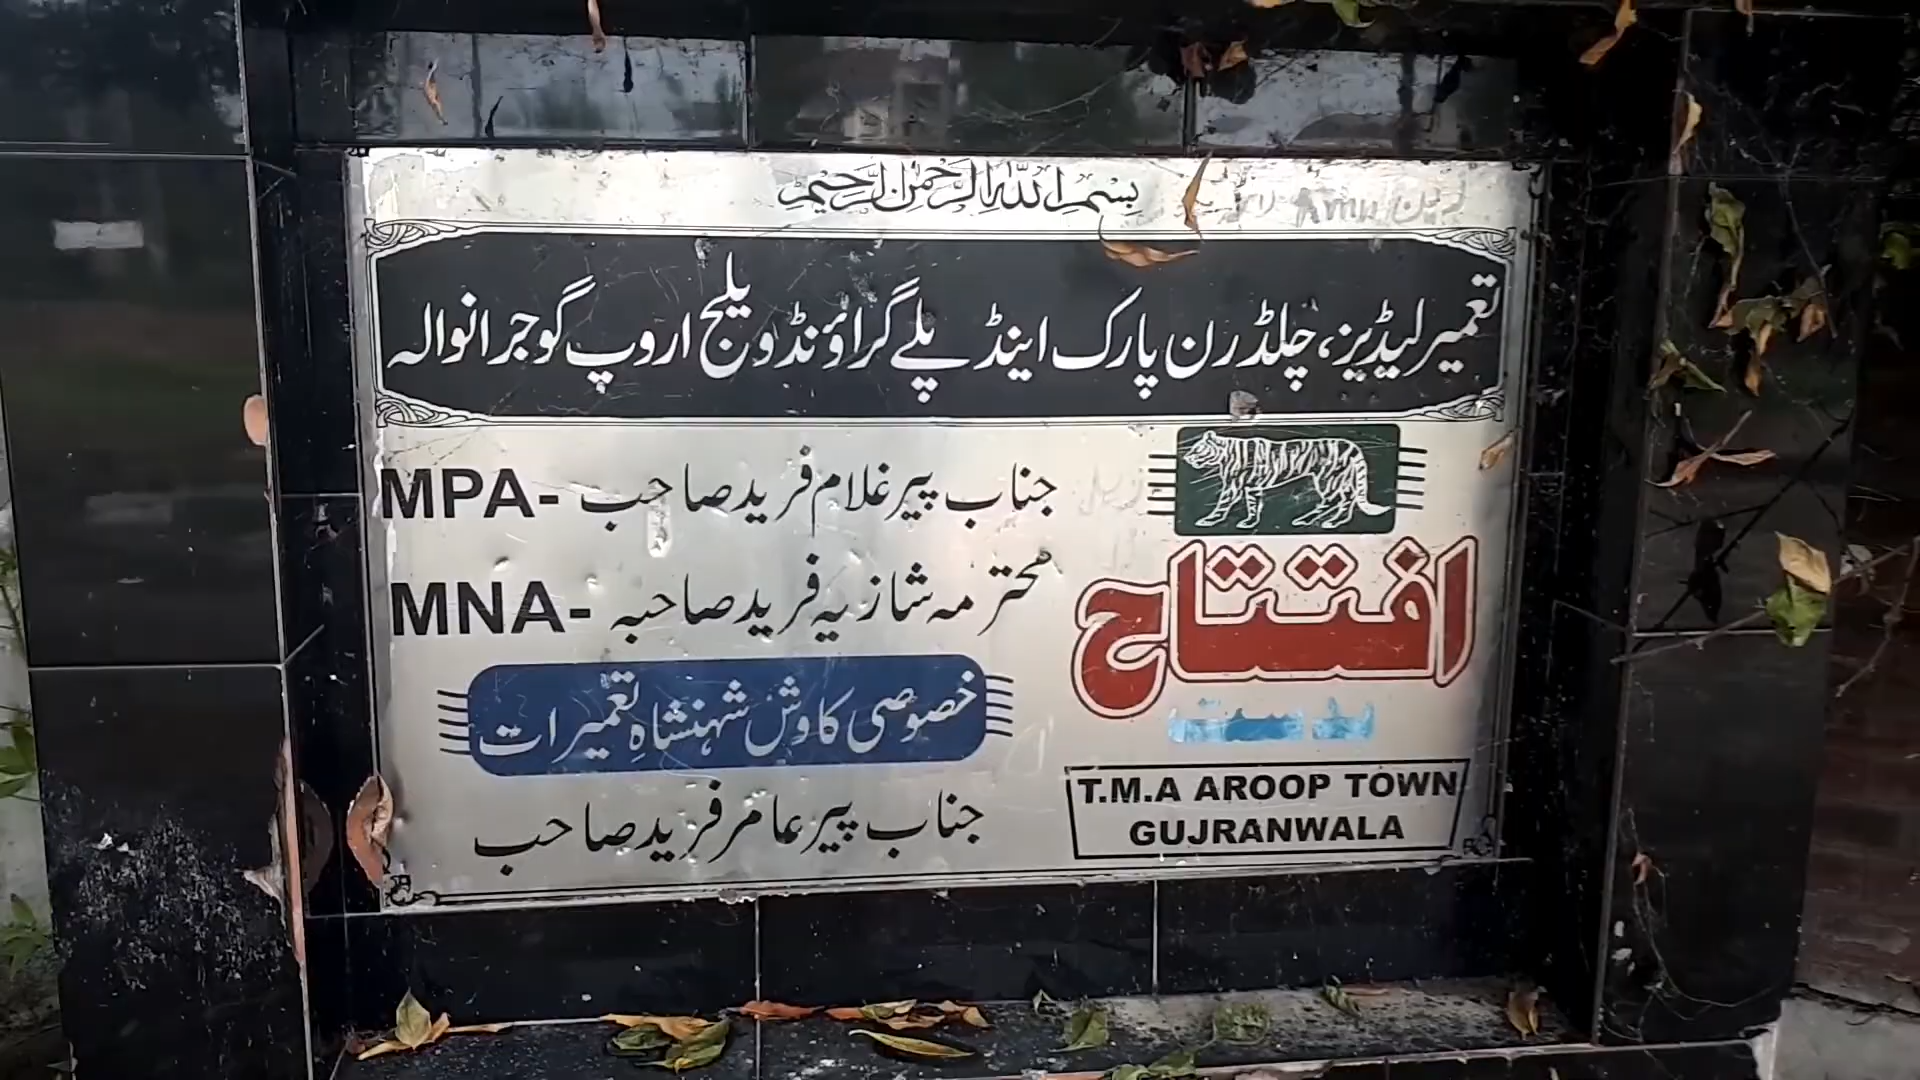 بسم اللہ الرحمن الرحیم
تعمیر لیڈیز، چلڈرن پارک اینڈ پلے گراؤنڈ ویلج اروپ گوجرانوالہ
افتتاح
بدست
جناب پیر غلام فرید صاحب -MPA
محترمہ شازیہ فرید صاحبہ -MNA
خصوصی کاوش شہنشاہِ تعمیرات
جناب پیر عامر فرید صاحب
T.M.A AROOP TOWN
GUJRANWALA